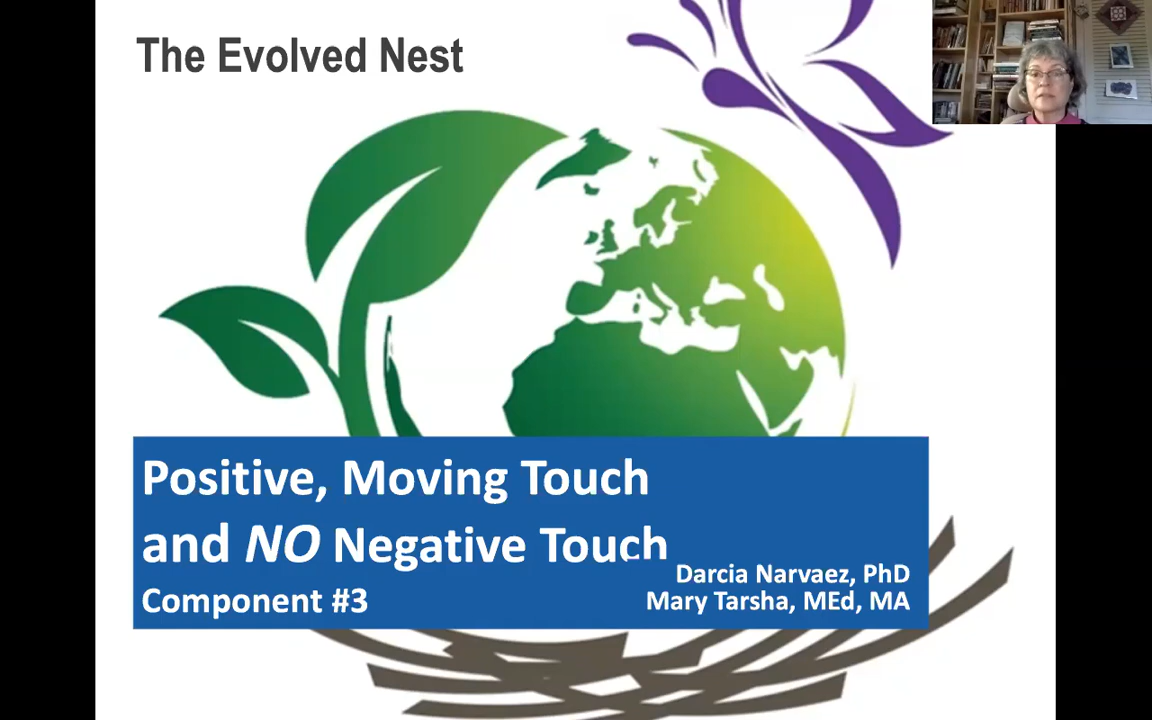 The Evolved Nest
Positive, Moving Touch
and NO Negative Touch
Component #3
Darcia Narvaez, PhD
Mary Tarsha, MEd, MA